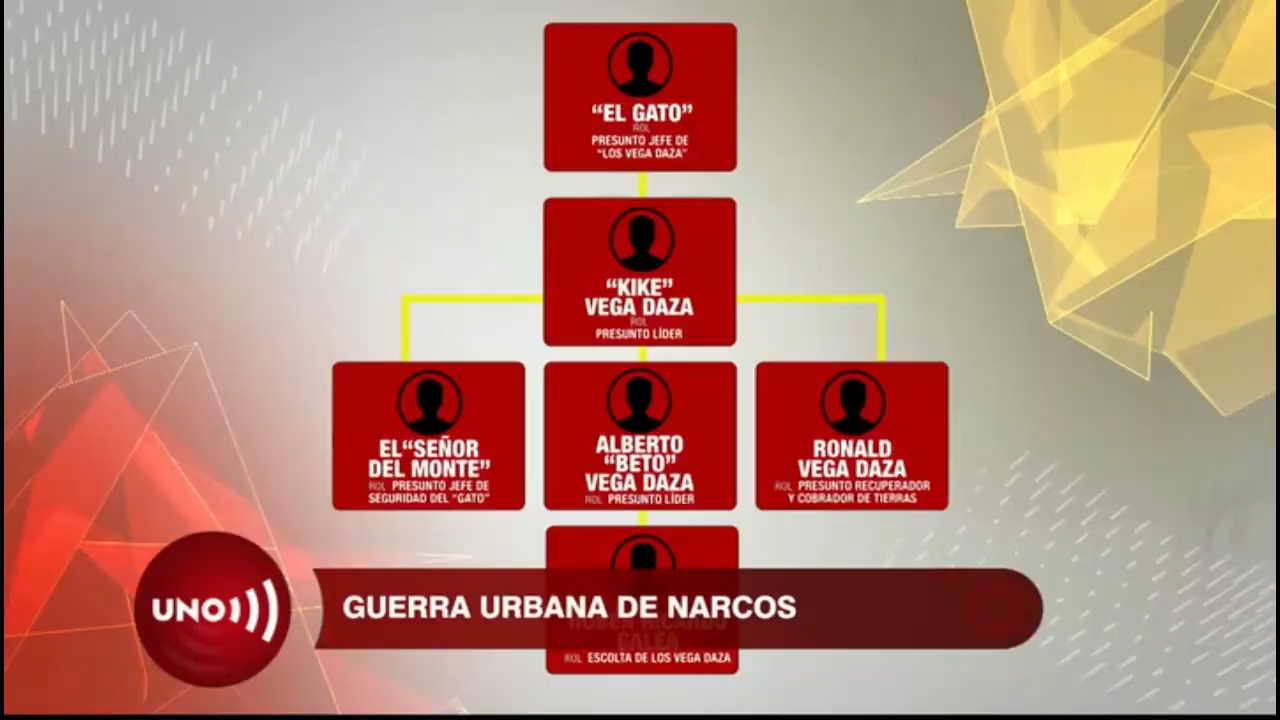 “EL GATO”
ROL
PRESUNTO JEFE DE
“LOS VEGA DAZA”
“KIKE”
VEGA DAZA
ROL
PRESUNTO LÍDER
EL“SEÑOR
DEL MONTE”
ROL PRESUNTO JEFE DE
SEGURIDAD DEL “GATO”
ALBERTO
“BETO”
VEGA DAZA
ROL PRESUNTO LÍDER
RONALD
VEGA DAZA
ROL PRESUNTO RECUPERADOR
Y COBRADOR DE TIERRAS
RICARDO
GALEA
ROL ESCOLTA DE LOS VEGA DAZA
UNO
GUERRA URBANA DE NARCOS